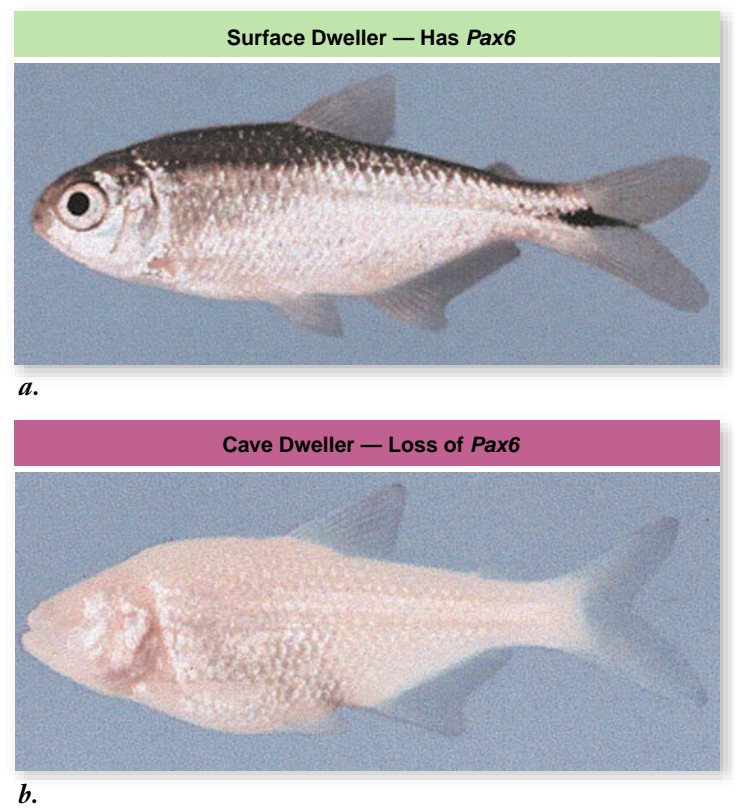 Surface Dweller — Has Pax6
a.
Cave Dweller — Loss of Pax6
b.